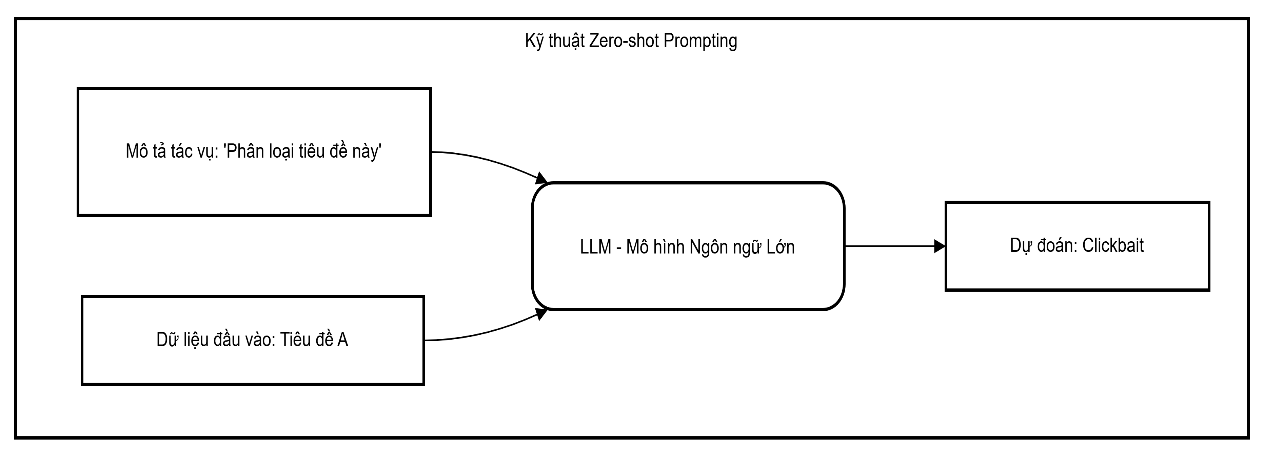 Kỹ thuật Zero-shot Prompting
Mô tả tác vụ: 'Phân loại tiêu đề này'
LLM - Mô hình Ngôn ngữ Lớn
Dự đoán: Clickbait
Dữ liệu đầu vào: Tiêu đề A